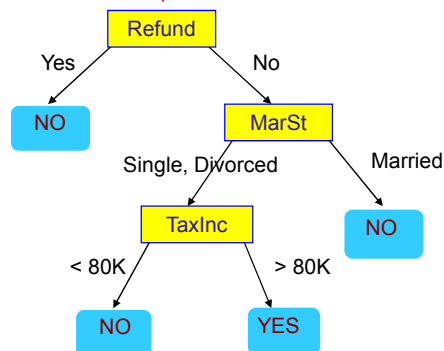 Refund
Yes
No
NO
MarSt
Single, Divorced
Married
TaxInc
NO
< 80K
> 80K
NO
YES